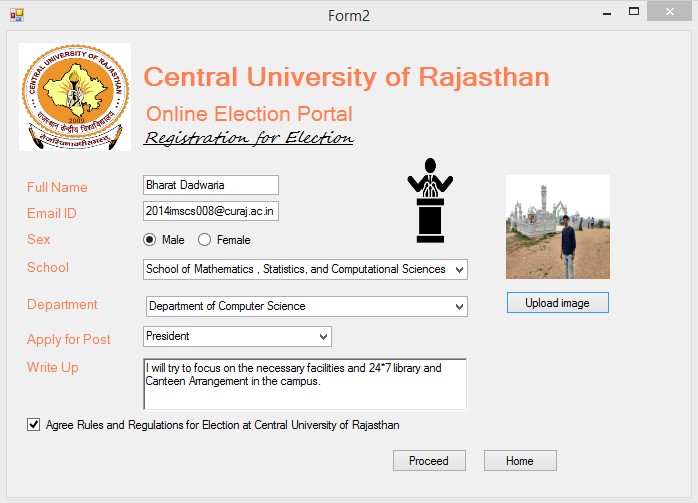 Form2
CENTRAL UNIVERSITY OF RAJASTHAN
2009
राजस्थान केन्द्रीय विश्वविद्यालय
Central University of Rajasthan
Online Election Portal
Registration for Election
Full Name Bharat Dadwaria
Email ID 2014imscs008@curaj.ac.in
Sex Male Female
School School of Mathematics , Statistics, and Computational Sciences
Upload image
Department Department of Computer Science
Apply for Post President
Write Up I will try to focus on the necessary facilities and 24*7 library and
Canteen Arrangement in the campus.
Agree Rules and Regulations for Election at Central University of Rajasthan
Proceed Home